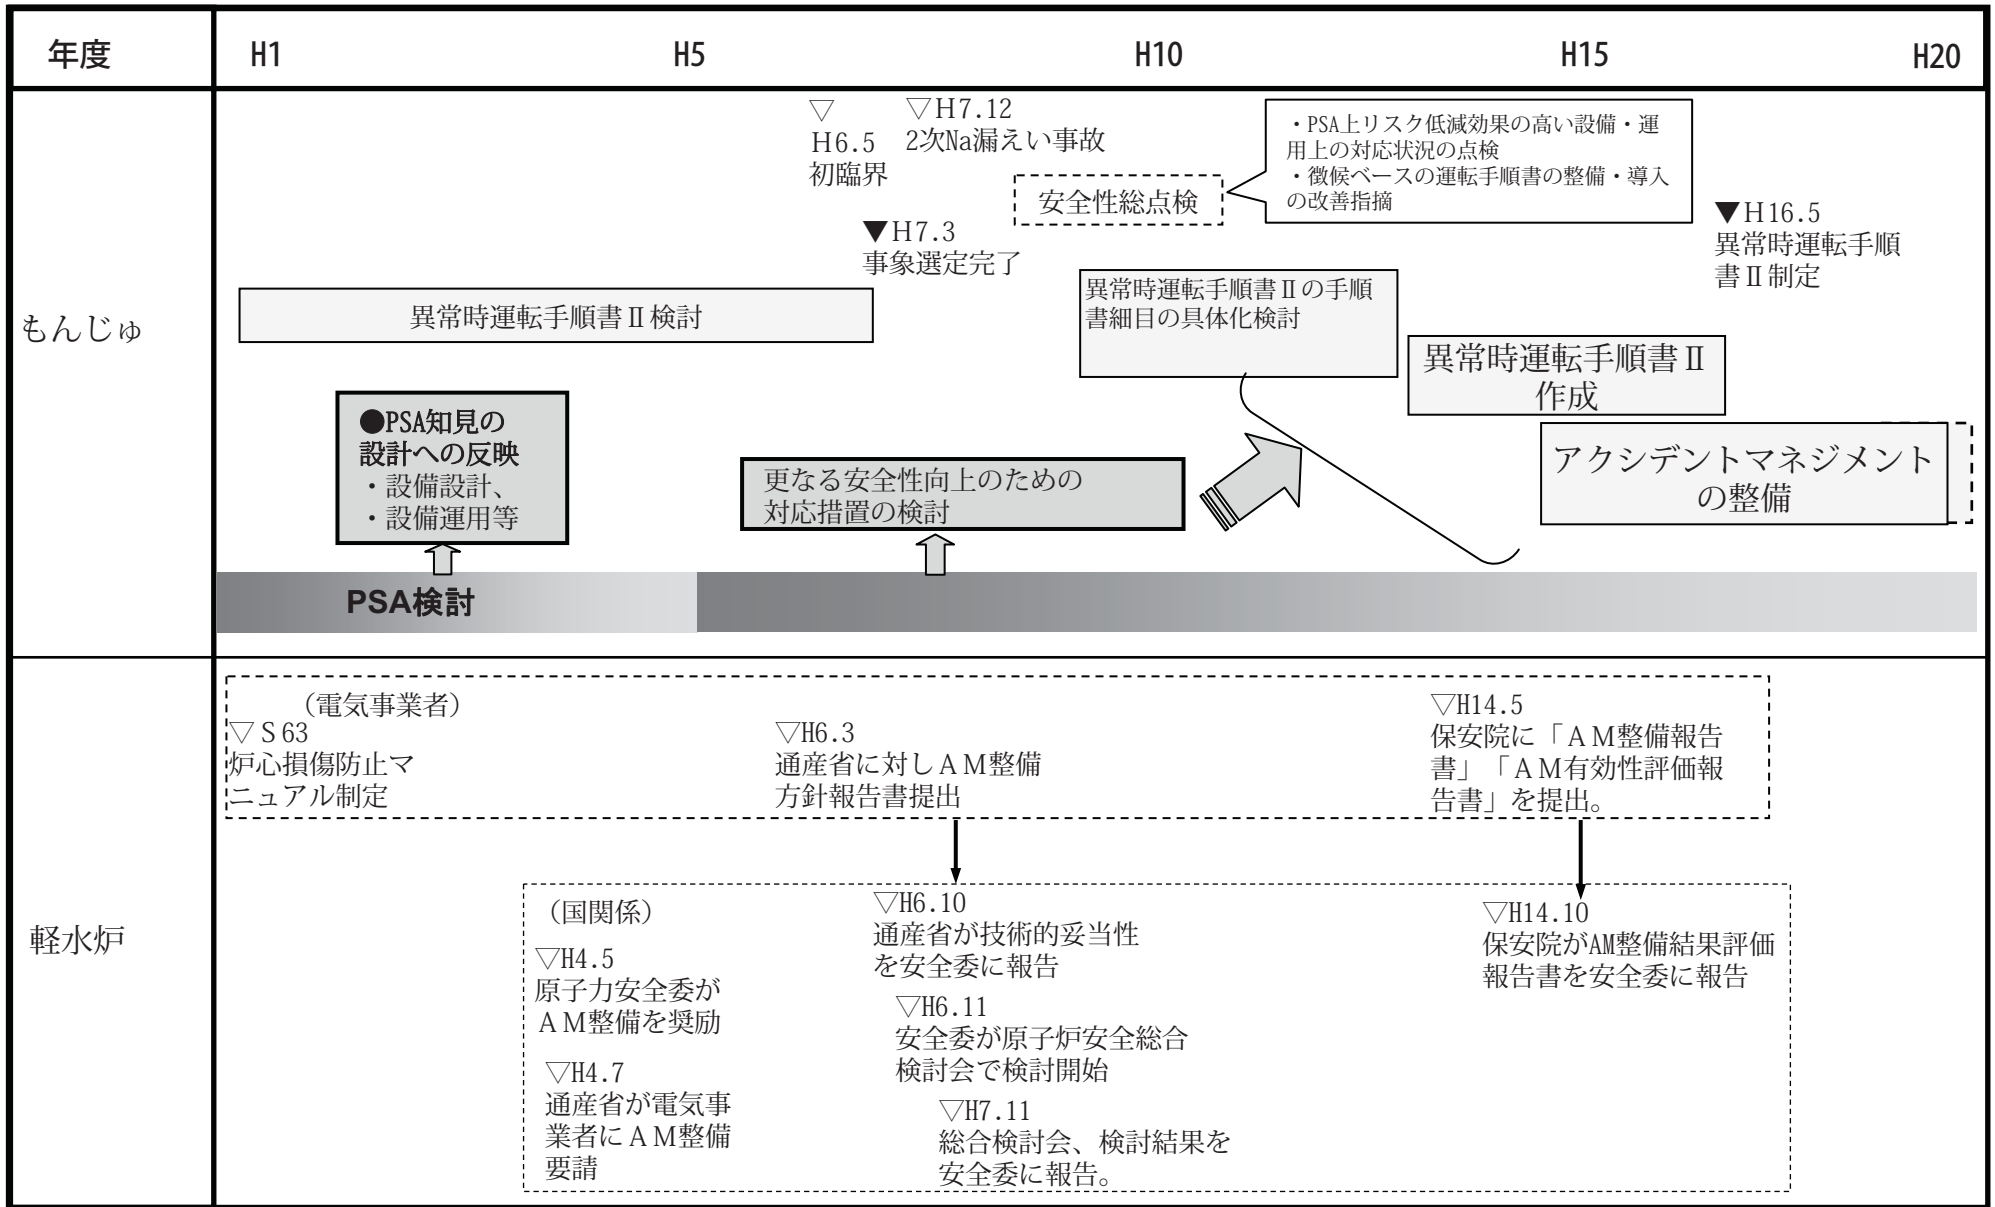 年度
H1
H5
H10
H15
H20
もんじゅ
▽
H6.5
初臨界
▽H7.12
2次Na漏えい事故
安全性総点検
・PSA上リスク低減効果の高い設備・運
用上の対応状況の点検
・徴候ベースの運転手順書の整備・導入
の改善指摘
▼H7.3
事象選定完了
▼H16.5
異常時運転手順
書Ⅱ制定
異常時運転手順書Ⅱ検討
異常時運転手順書Ⅱの手順
書細目の具体化検討
異常時運転手順書Ⅱ
作成
●PSA知見の
設計への反映
・設備設計、
・設備運用等
更なる安全性向上のための
対応措置の検討
アクシデントマネジメント
の整備
PSA検討
軽水炉
（電気事業者）
▽S63
炉心損傷防止マ
ニュアル制定
▽H6.3
通産省に対しＡＭ整備
方針報告書提出
▽H14.5
保安院に「ＡＭ整備報告
書」「ＡＭ有効性評価報
告書」を提出。
（国関係）
▽H4.5
原子力安全委が
ＡＭ整備を奨励
▽H4.7
通産省が電気事
業者にＡＭ整備
要請
▽H6.10
通産省が技術的妥当性
を安全委に報告
▽H6.11
安全委が原子炉安全総合
検討会で検討開始
▽H7.11
総合検討会、検討結果を
安全委に報告。
▽H14.10
保安院がAM整備結果評価
報告書を安全委に報告